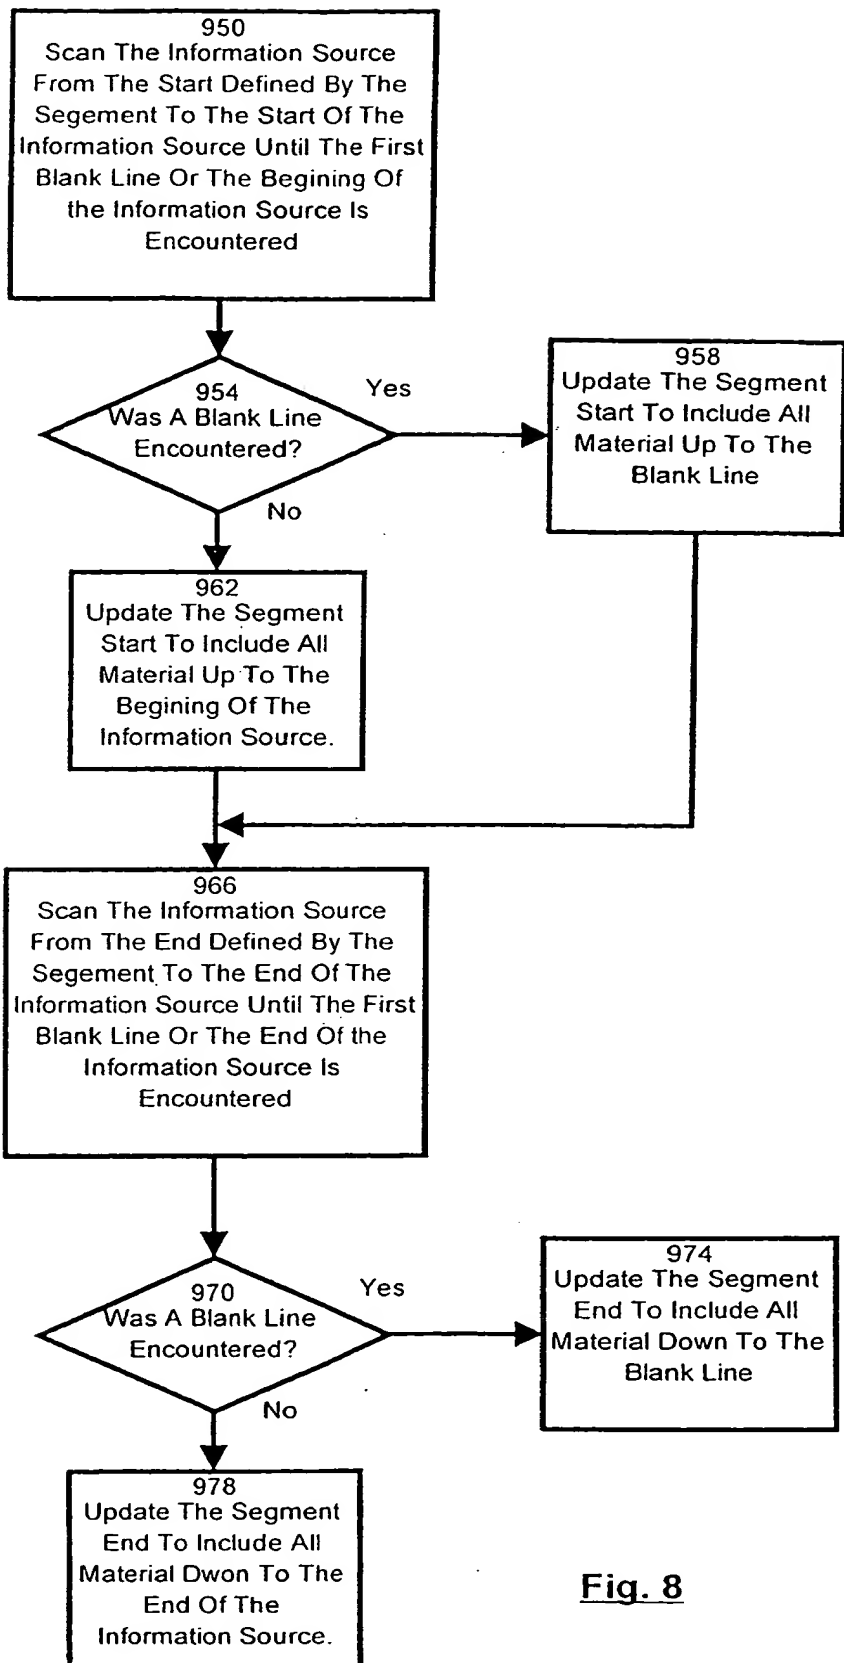 950
Scan The Information Source
From The Start Defined By The
Segement To The Start Of The
Information Source Until The First
Blank Line Or The Begining Of
the Information Source Is
Encountered
954
Was A Blank Line
Encountered?
Yes
958
Update The Segment
Start To Include All
Material Up To The
Blank Line
No
962
Update The Segment
Start To Include All
Material Up To The
Begining Of The
Information Source.
966
Scan The Information Source
From The End Defined By The
Segement To The End Of The
Information Source Until The First
Blank Line Or The End Of the
Information Source Is
Encountered
970
Was A Blank Line
Encountered?
Yes
974
Update The Segment
End To Include All
Material Down To The
Blank Line
No
978
Update The Segment
End To Include All
Material Dwon To The
End Of The
Information Source.
Fig. 8